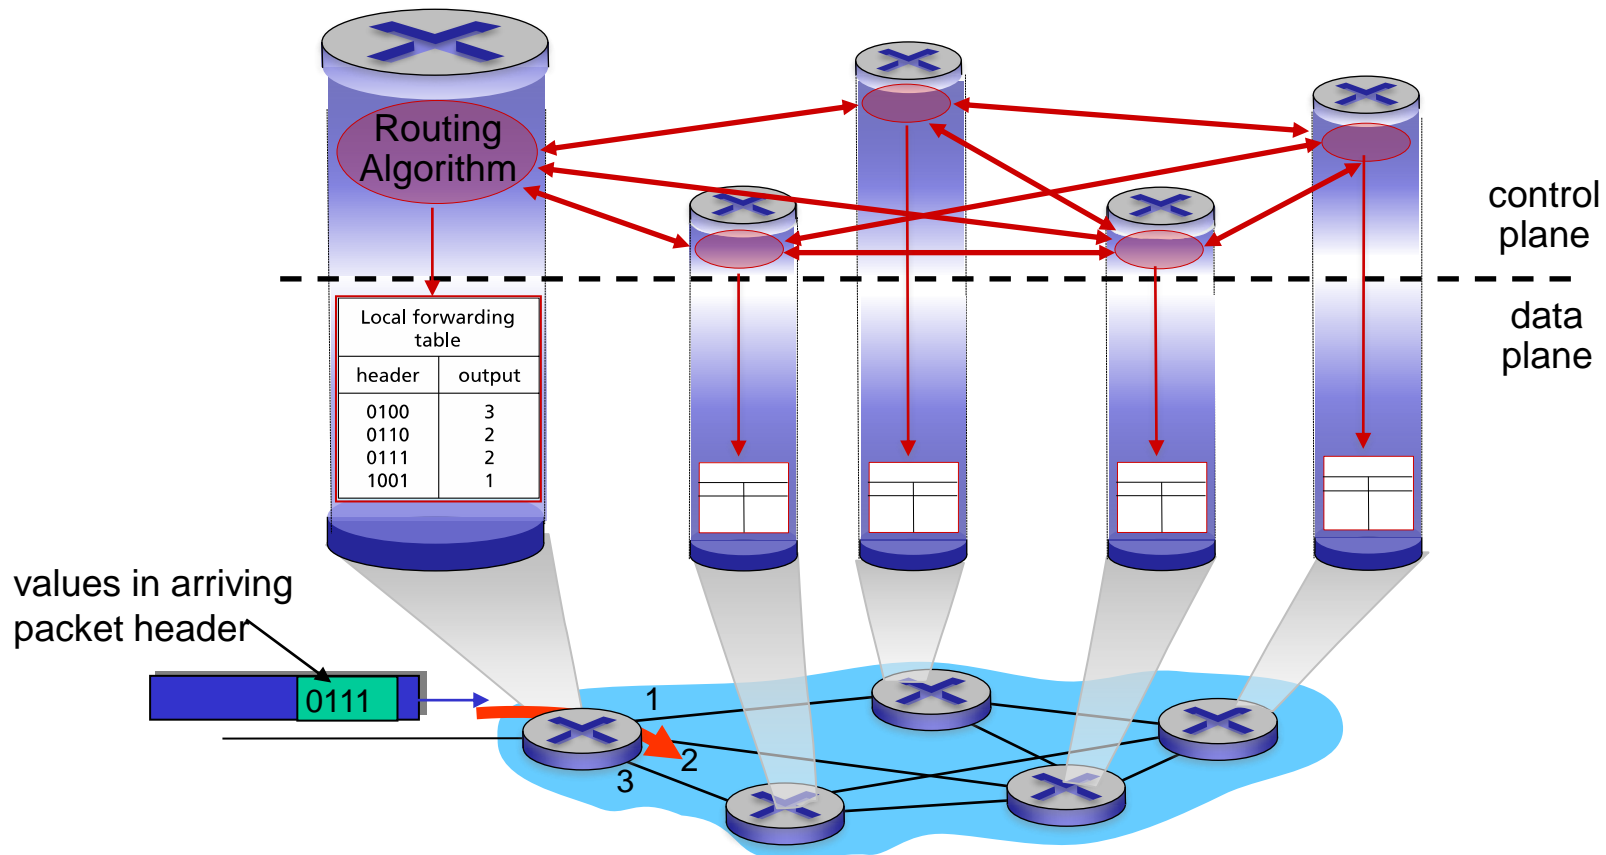 Routing
Algorithm
control
plane
data
plane
Local forwarding
table
header output
0100 3
0110 2
0111 2
1001 1
values in arriving
packet header
0111
1
2
3